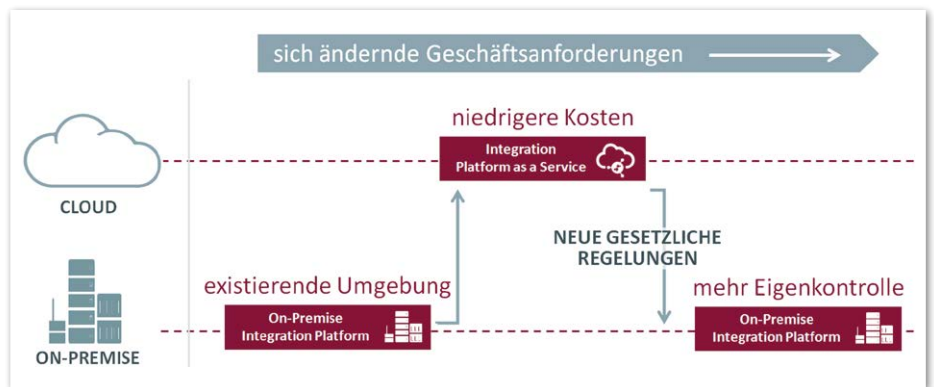 sich ändernde Geschäftsanforderungen
niedrigere Kosten
Integration
Platform as a Service
CLOUD
NEUE GESETZLICHE
REGELUNGEN
existierende Umgebung
On-Premise
Integration Platform
mehr Eigenkontrolle
On-Premise
Integration Platform
ON-PREMISE